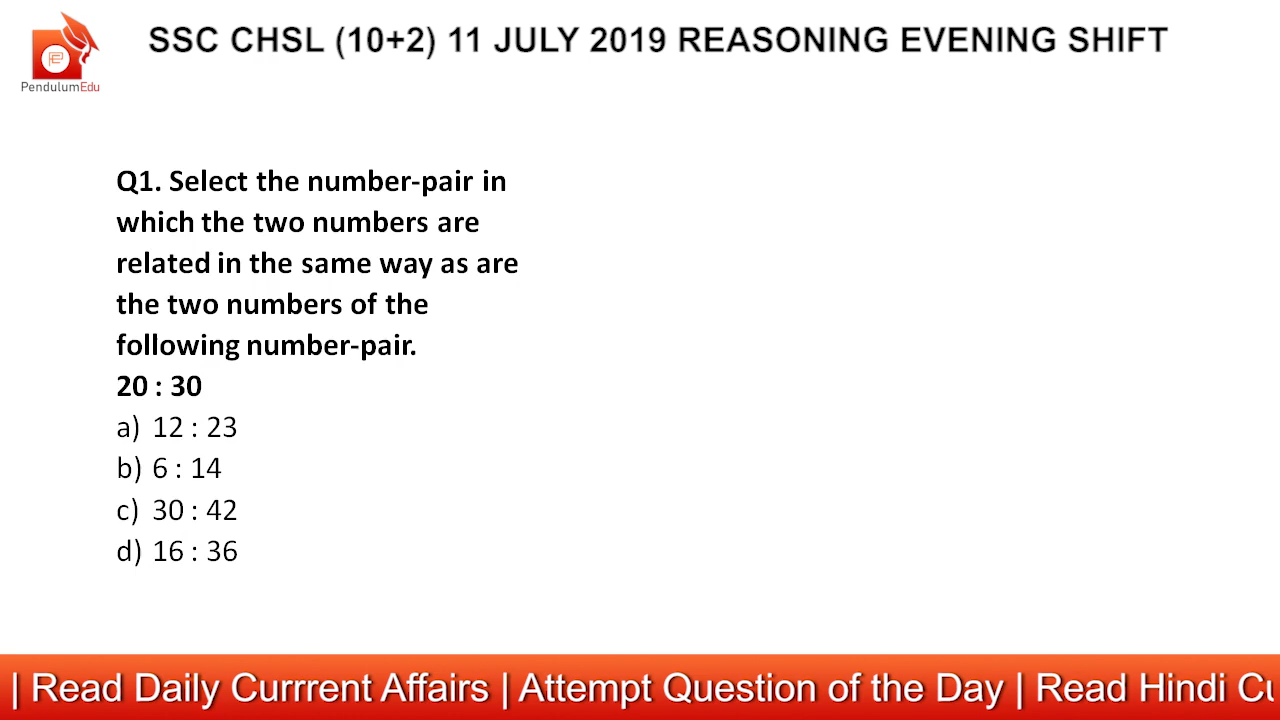 SSC CHSL (10+2) 11 JULY 2019 REASONING EVENING SHIFT
PendulumEdu
Q1. Select the number-pair in
which the two numbers are
related in the same way as are
the two numbers of the
following number-pair.
20 : 30
a) 12 : 23
b) 6 : 14
c) 30 : 42
d) 16 : 36
| Read Daily Currrent Affairs | Attempt Question of the Day | Read Hindi Cu